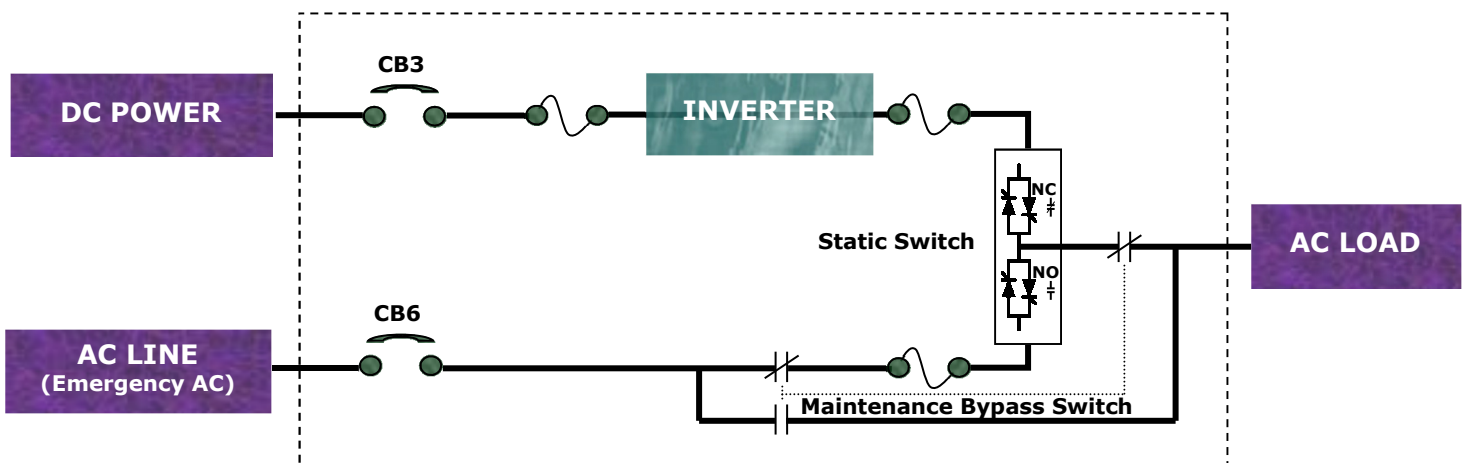 CB3
DC POWER
INVERTER
NC
Static Switch
AC LOAD
NO
CB6
AC LINE
(Emergency AC)
Maintenance Bypass Switch